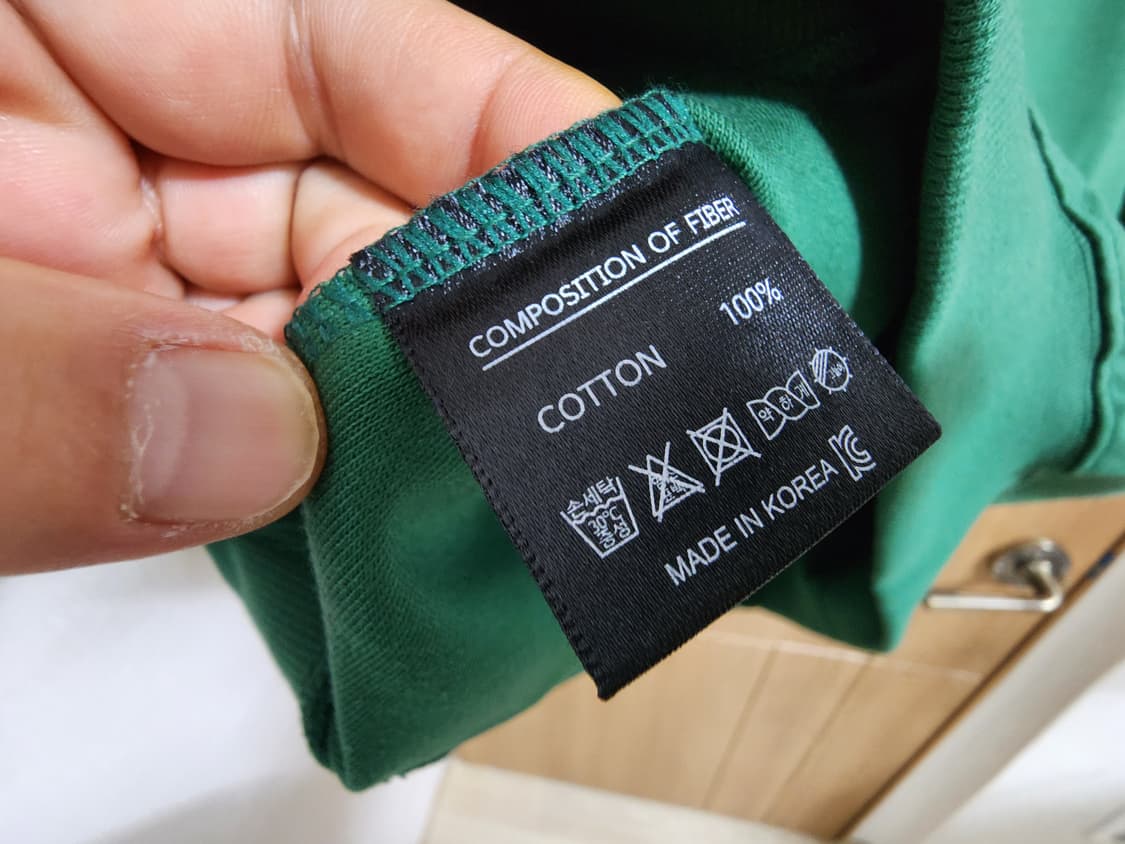 COMPOSITION OF FIBER
COTTON 100%
손세탁 30℃ 중성 약하게
MADE IN KOREA